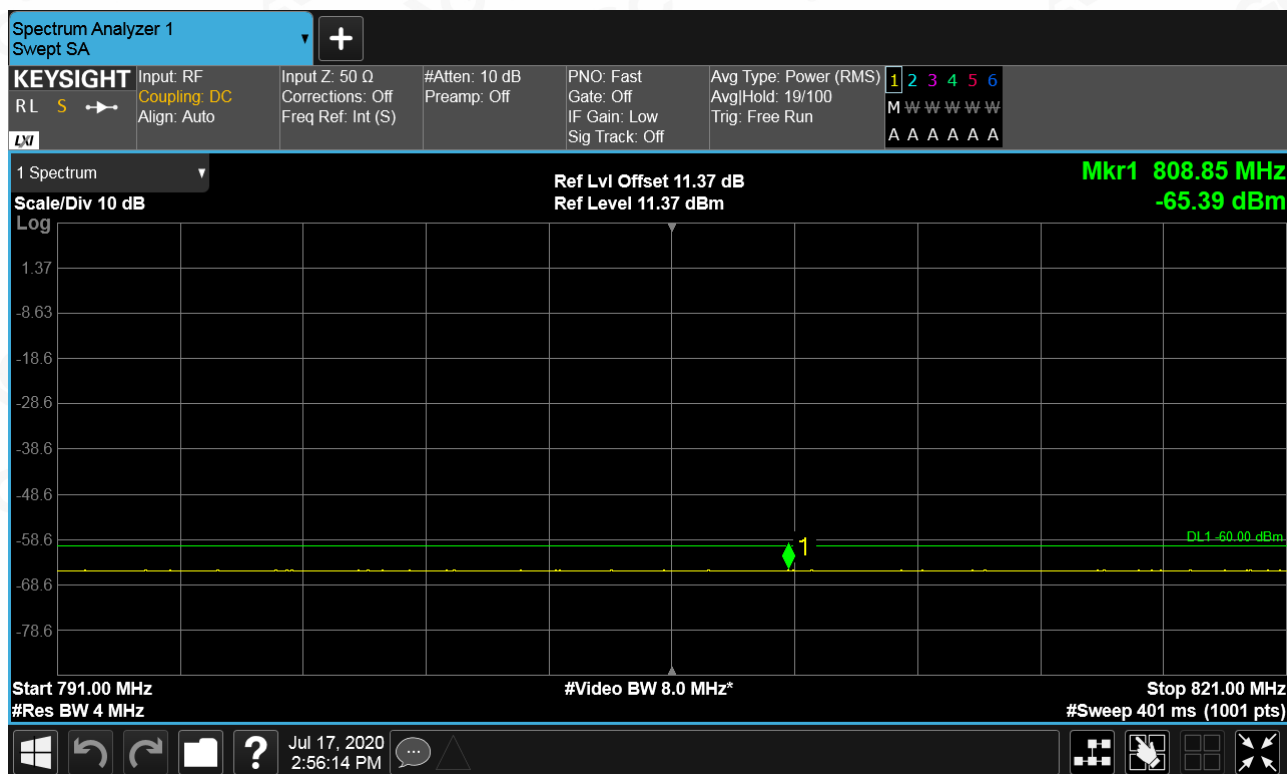 Spectrum Analyzer 1
Swept SA
+
KEYSIGHT
R L S
LXI
Input: RF
Coupling: DC
Align: Auto
Input Z: 50 Ω
Corrections: Off
Freq Ref: Int (S)
#Atten: 10 dB
Preamp: Off
PNO: Fast
Gate: Off
IF Gain: Low
Sig Track: Off
Avg Type: Power (RMS)
Avg|Hold: 19/100
Trig: Free Run
1 2 3 4 5 6
M W W W W W
A A A A A A
1 Spectrum
Scale/Div 10 dB
Log
Ref Lvl Offset 11.37 dB
Ref Level 11.37 dBm
Mkr1 808.85 MHz
-65.39 dBm
1.37
-8.63
-18.6
-28.6
-38.6
-48.6
-58.6
-68.6
-78.6
1
DL1 -60.00 dBm
Start 791.00 MHz
#Res BW 4 MHz
#Video BW 8.0 MHz*
Stop 821.00 MHz
#Sweep 401 ms (1001 pts)
?
Jul 17, 2020
2:56:14 PM